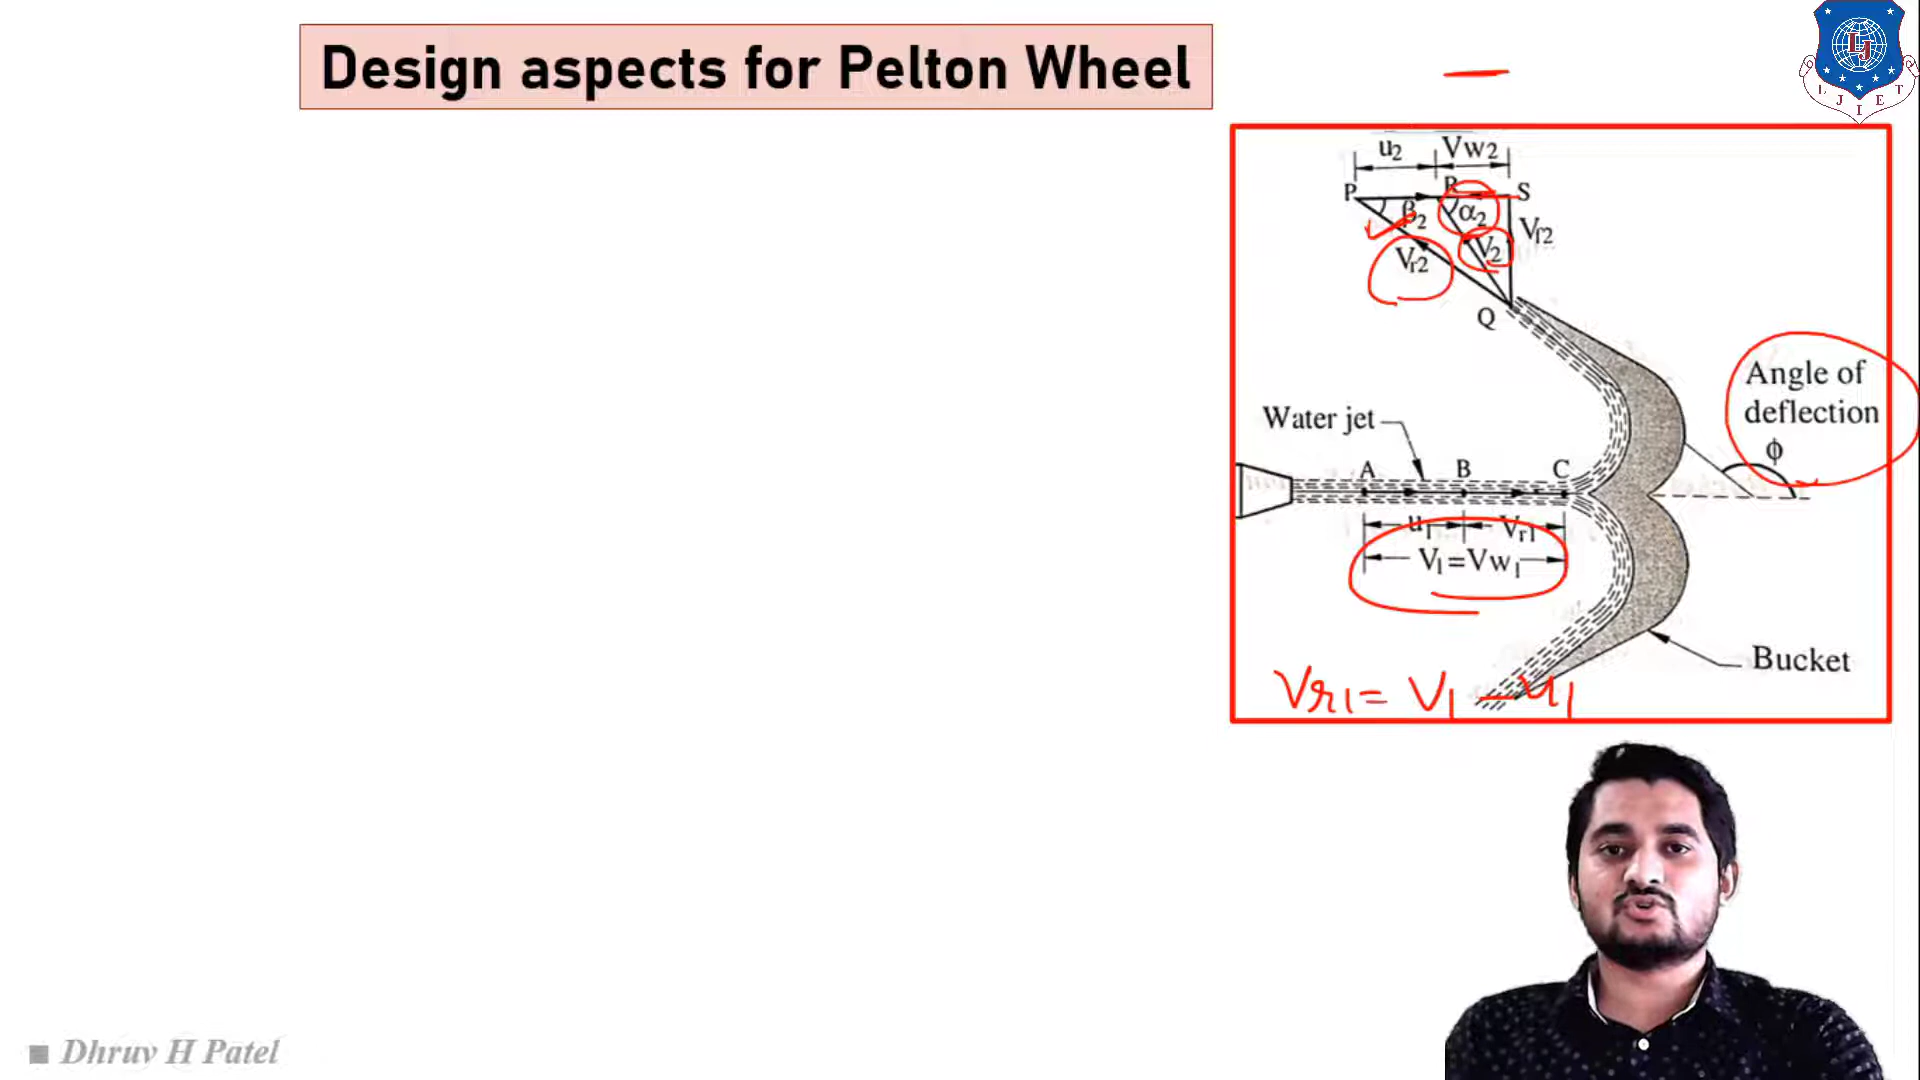 Design aspects for Pelton Wheel
L J I E T
u2 Vw2
P R S
β2 α2
Vr2 V2 Vf2
Q
Angle of
deflection
ϕ
Water jet
A B C
u1 Vr1
V1=Vw1
Bucket
Vr1 = V1 – u1
Dhruv H Patel